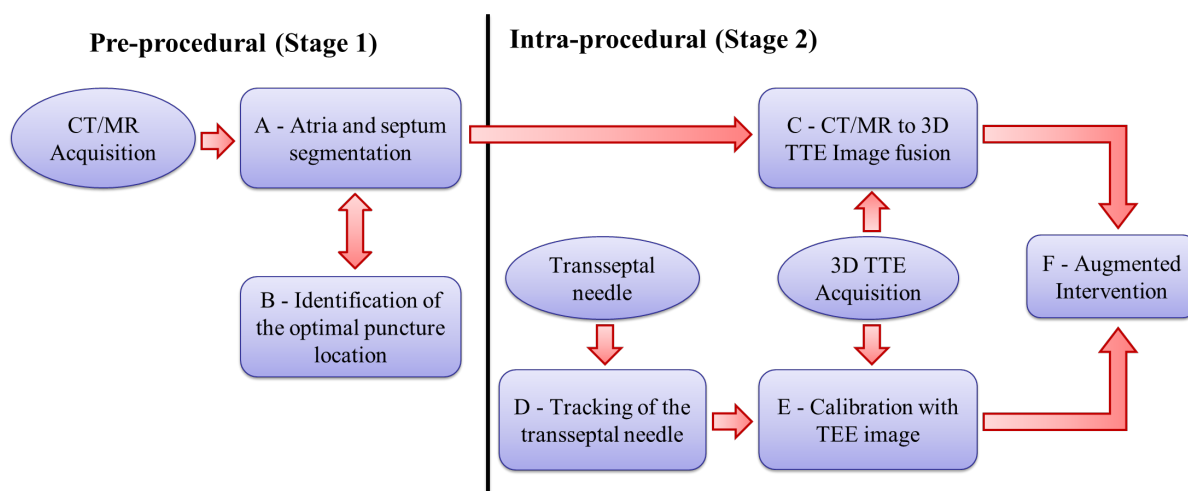 Pre-procedural (Stage 1)
Intra-procedural (Stage 2)
CT/MR
Acquisition
A - Atria and septum
segmentation
B - Identification of
the optimal puncture
location
C - CT/MR to 3D
TTE Image fusion
Transseptal
needle
3D TTE
Acquisition
F - Augmented
Intervention
D - Tracking of the
transseptal needle
E - Calibration with
TEE image